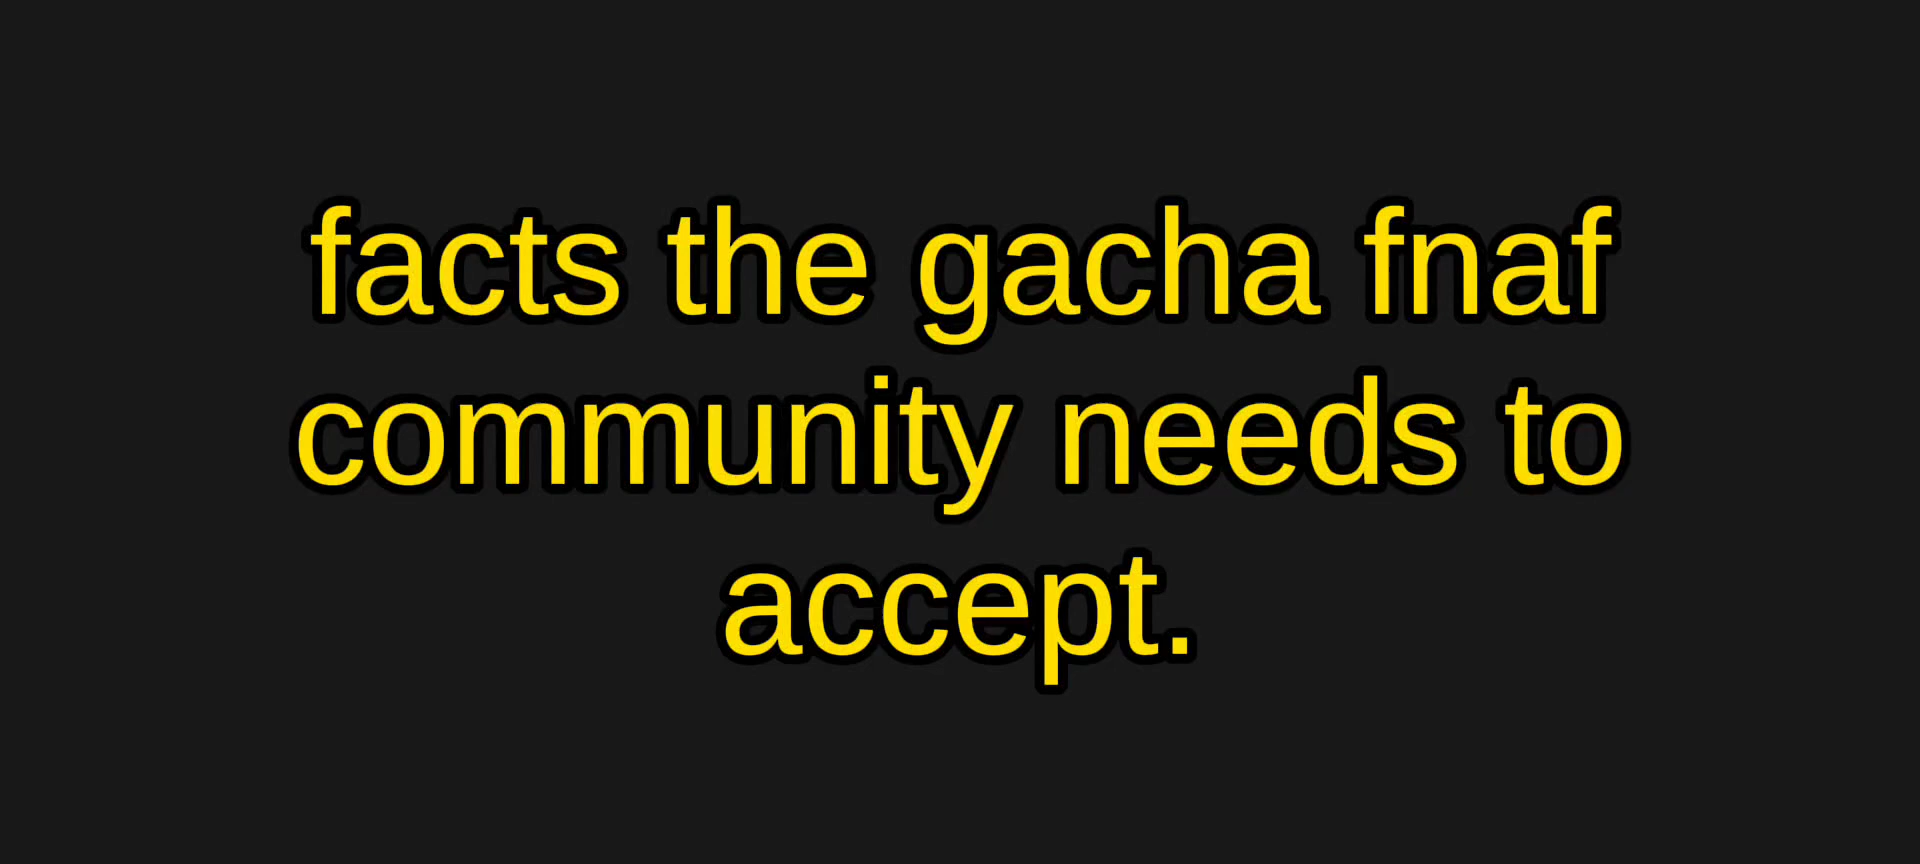 facts the gacha fnaf
community needs to
accept.